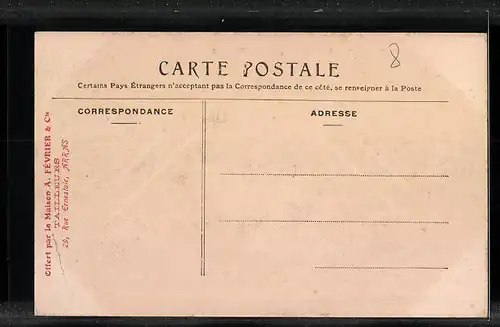 8
CARTE POSTALE
Certains Pays Étrangers n'acceptant pas la Correspondance de ce côté, se renseigner à la Poste
CORRESPONDANCE
ADRESSE
Offert par la Maison A. FÉVRIER & Cie
TAILLEURS
29, Rue Ernestale, ARRAS